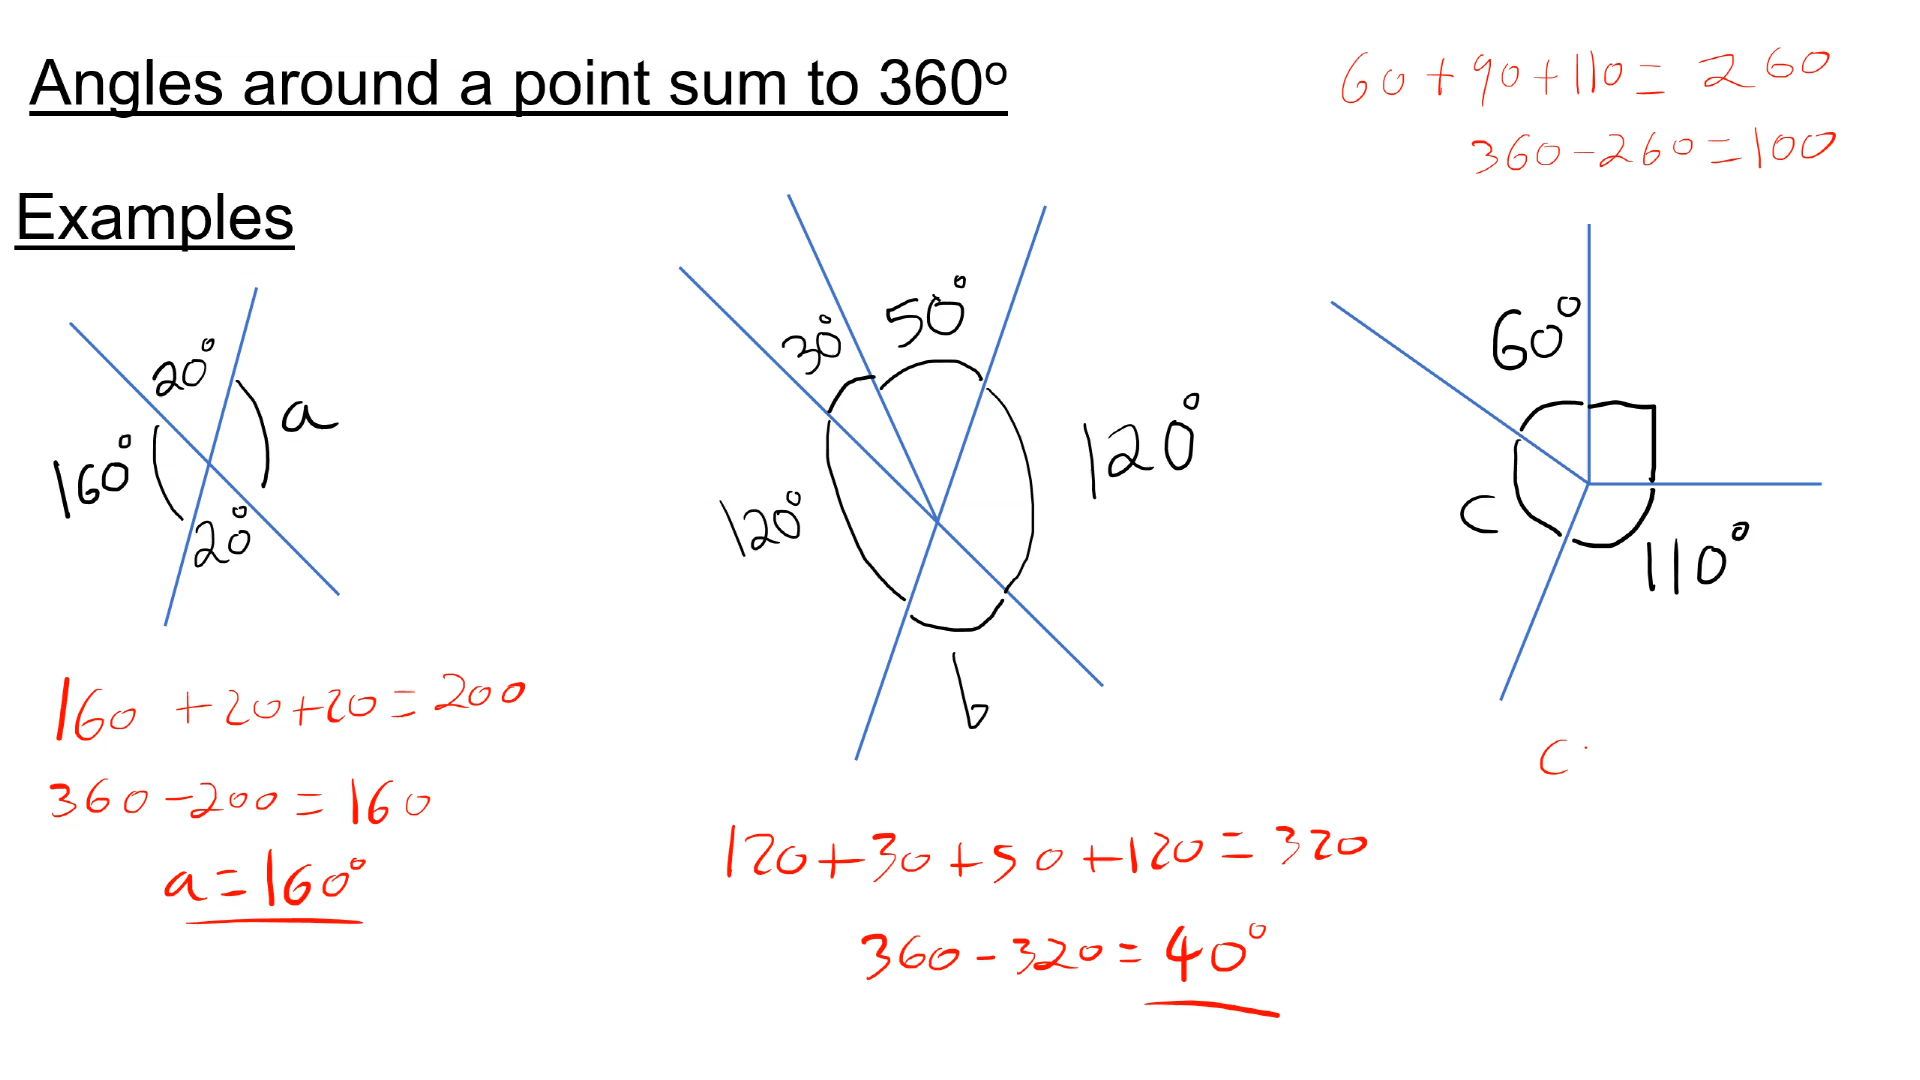 Angles around a point sum to 360°
60 + 90 + 110 = 260
360 - 260 = 100
Examples
20°
a
160°
20°
30°
50°
120°
120°
b
60°
c
110°
160 + 20 + 20 = 200
360 - 200 = 160
a = 160°
120 + 30 + 50 + 120 = 320
360 - 320 = 40°
c